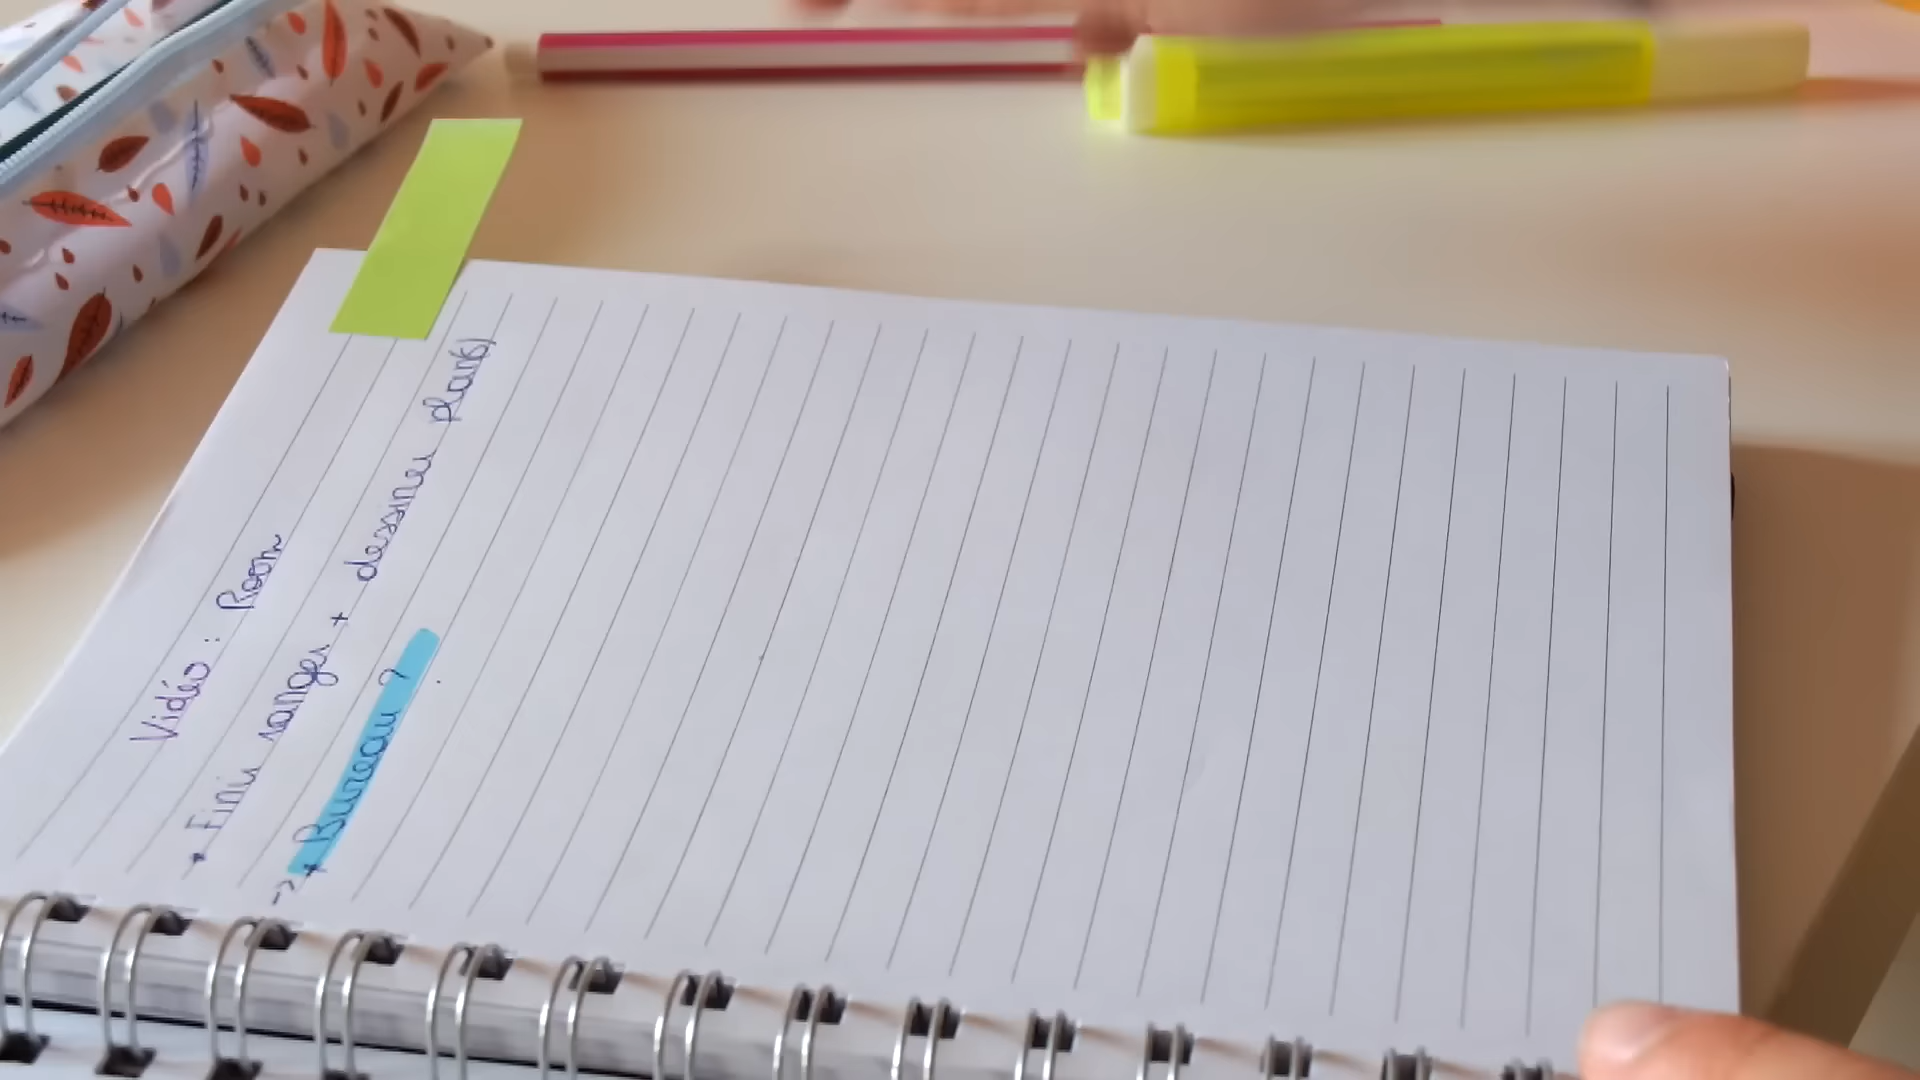 Vidéo : Room
+ Finir ranger + dessiner plan(s)
-> + Bureau ?